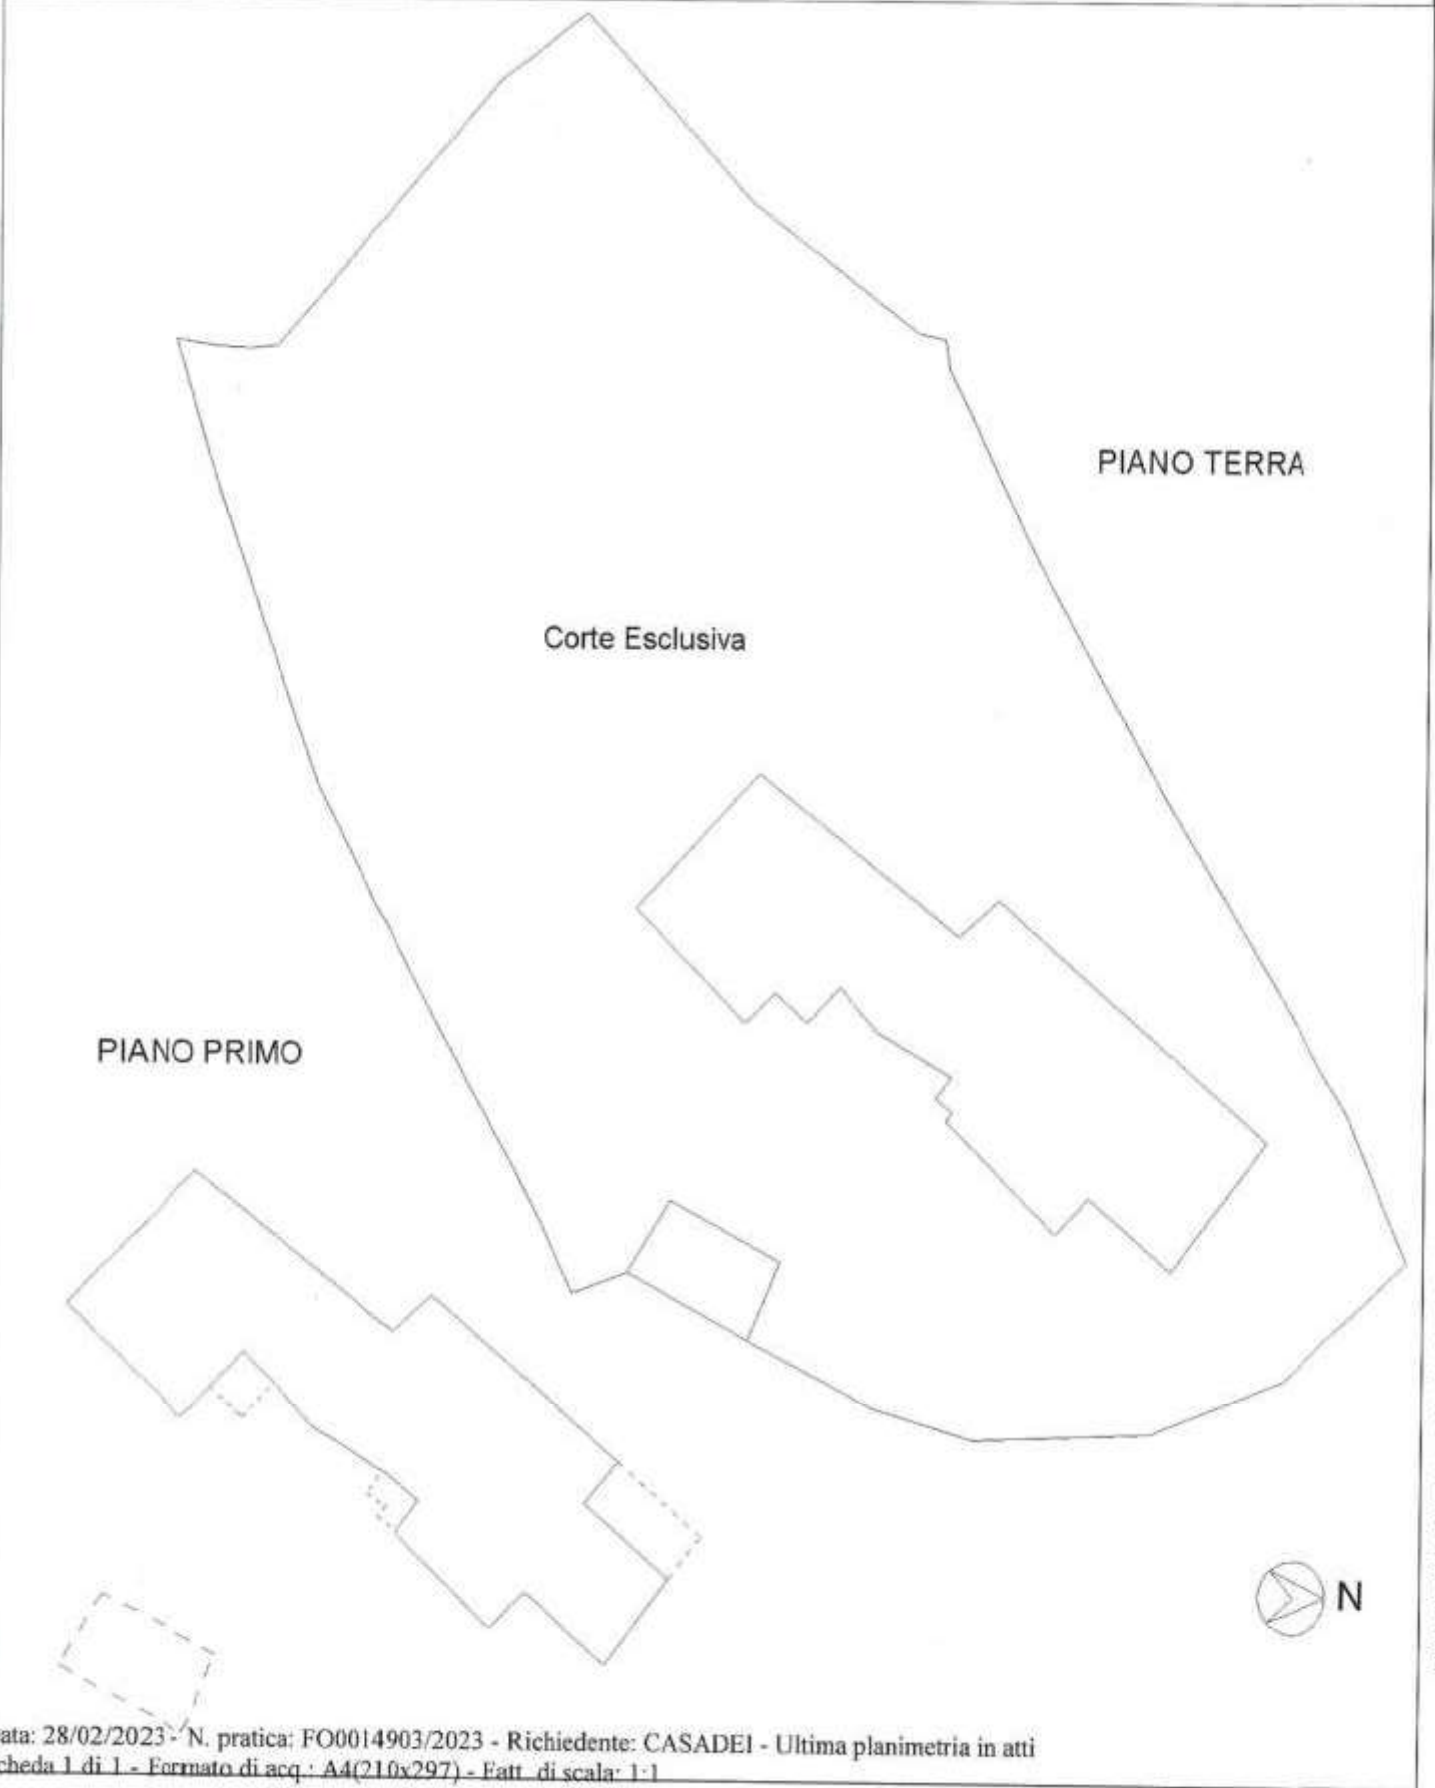 PIANO TERRA
Corte Esclusiva
PIANO PRIMO
N
ata: 28/02/2023 - N. pratica: FO0014903/2023 - Richiedente: CASADEI - Ultima planimetria in atti
cheda 1 di 1 - Formato di acq.: A4(210x297) - Fatt. di scala: 1:1